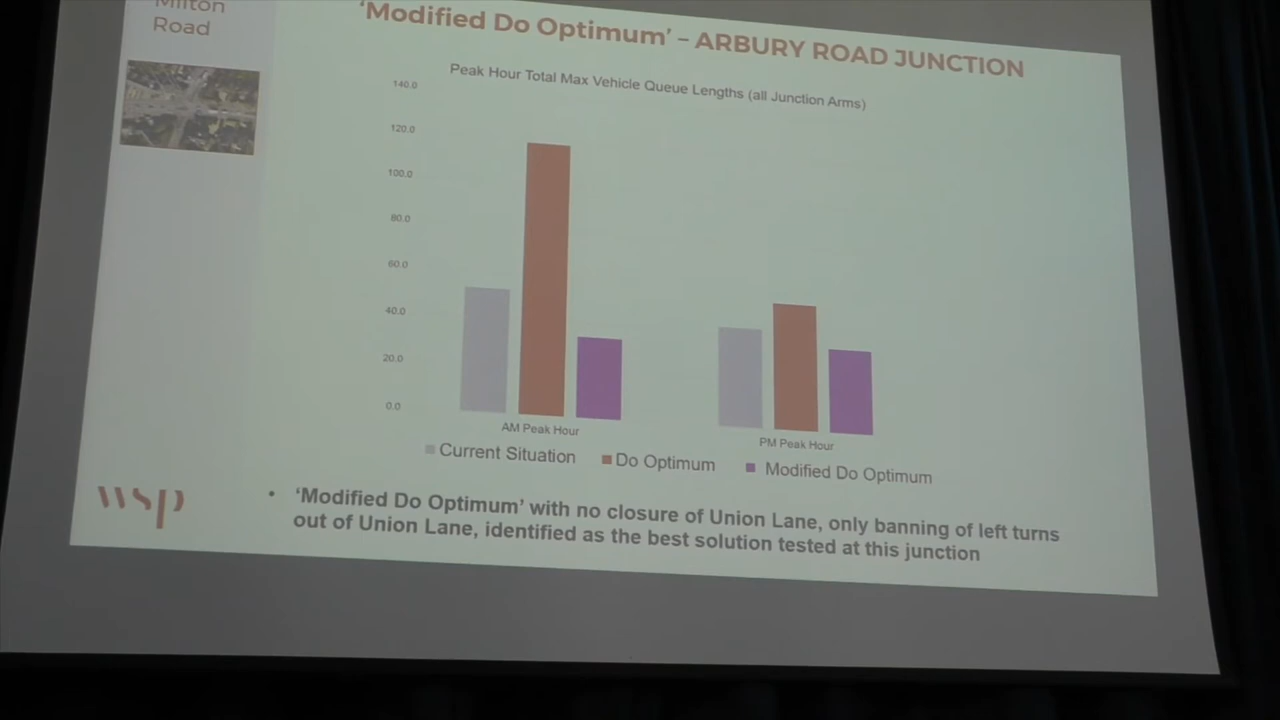 Milton
Road
‘Modified Do Optimum’ – ARBURY ROAD JUNCTION
Peak Hour Total Max Vehicle Queue Lengths (all Junction Arms)
140.0
120.0
100.0
80.0
60.0
40.0
20.0
0.0
AM Peak Hour
PM Peak Hour
Current Situation
Do Optimum
Modified Do Optimum
• ‘Modified Do Optimum’ with no closure of Union Lane, only banning of left turns
out of Union Lane, identified as the best solution tested at this junction
wsp